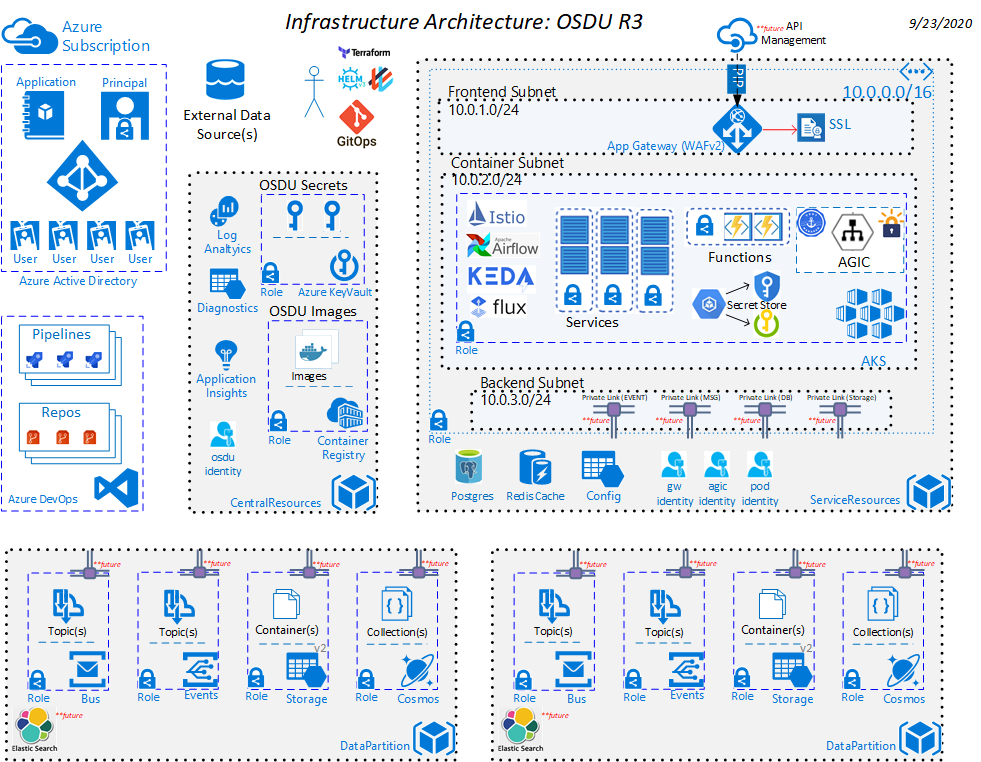 Infrastructure Architecture: OSDU R3
9/23/2020
Azure
Subscription
Application
Principal
User
User
User
User
Azure Active Directory
Pipelines
Repos
Azure DevOps
External Data
Source(s)
Terraform
HELM
GitOps
**future API
Management
Log
Analtyics
Diagnostics
Application
Insights
osdu
identity
OSDU Secrets
Role
Azure KeyVault
OSDU Images
Images
Role
Container
Registry
CentralResources
10.0.0.0/16
Frontend Subnet
10.0.1.0/24
App Gateway (WAFv2)
SSL
Container Subnet
10.0.2.0/24
Istio
Apache
Airflow
KEDA
flux
Services
Functions
Secret Store
AGIC
Role
AKS
Backend Subnet
10.0.3.0/24
Private Link (EVENT)
**future
Private Link (MSG)
**future
Private Link (DB)
**future
Private Link (Storage)
**future
Role
Postgres
Redis Cache
Config
gw
identity
agic
identity
pod
identity
ServiceResources
**future
**future
**future
**future
Topic(s)
Topic(s)
Container(s)
Collection(s)
v2
Role
Bus
Role
Events
Role
Storage
Role
Cosmos
**future
Elastic Search
DataPartition
**future
**future
**future
**future
Topic(s)
Topic(s)
Container(s)
Collection(s)
v2
Role
Bus
Role
Events
Role
Storage
Role
Cosmos
**future
Elastic Search
DataPartition